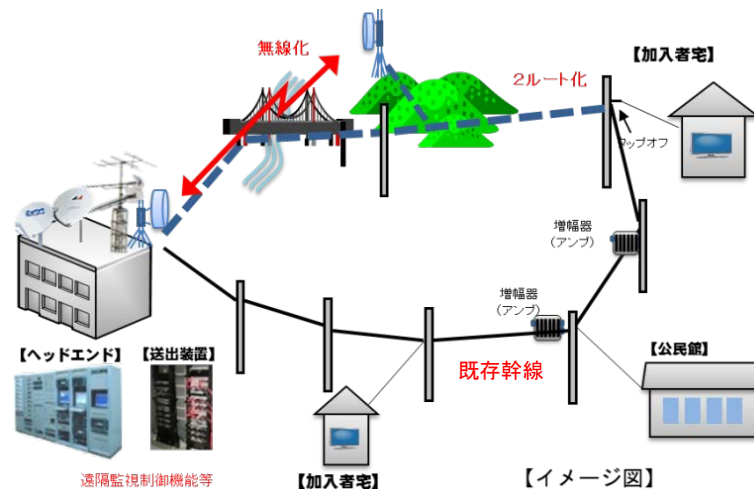 無線化
【加入者宅】
2ルート化
タップオフ
増幅器
(アンプ)
増幅器
(アンプ)
【ヘッドエンド】
【送出装置】
既存幹線
【公民館】
遠隔監視制御機能等
【加入者宅】
【イメージ図】